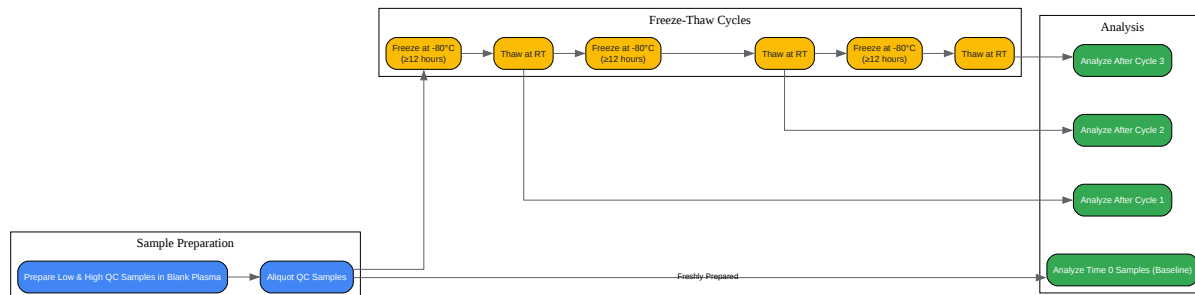 Freeze-Thaw Cycles
Freeze at -80°C
(≥12 hours)
Thaw at RT
Freeze at -80°C
(≥12 hours)
Thaw at RT
Freeze at -80°C
(≥12 hours)
Thaw at RT
Analysis
Analyze After Cycle 3
Analyze After Cycle 2
Analyze After Cycle 1
Analyze Time 0 Samples (Baseline)
Sample Preparation
Prepare Low & High QC Samples in Blank Plasma
Aliquot QC Samples
Freshly Prepared